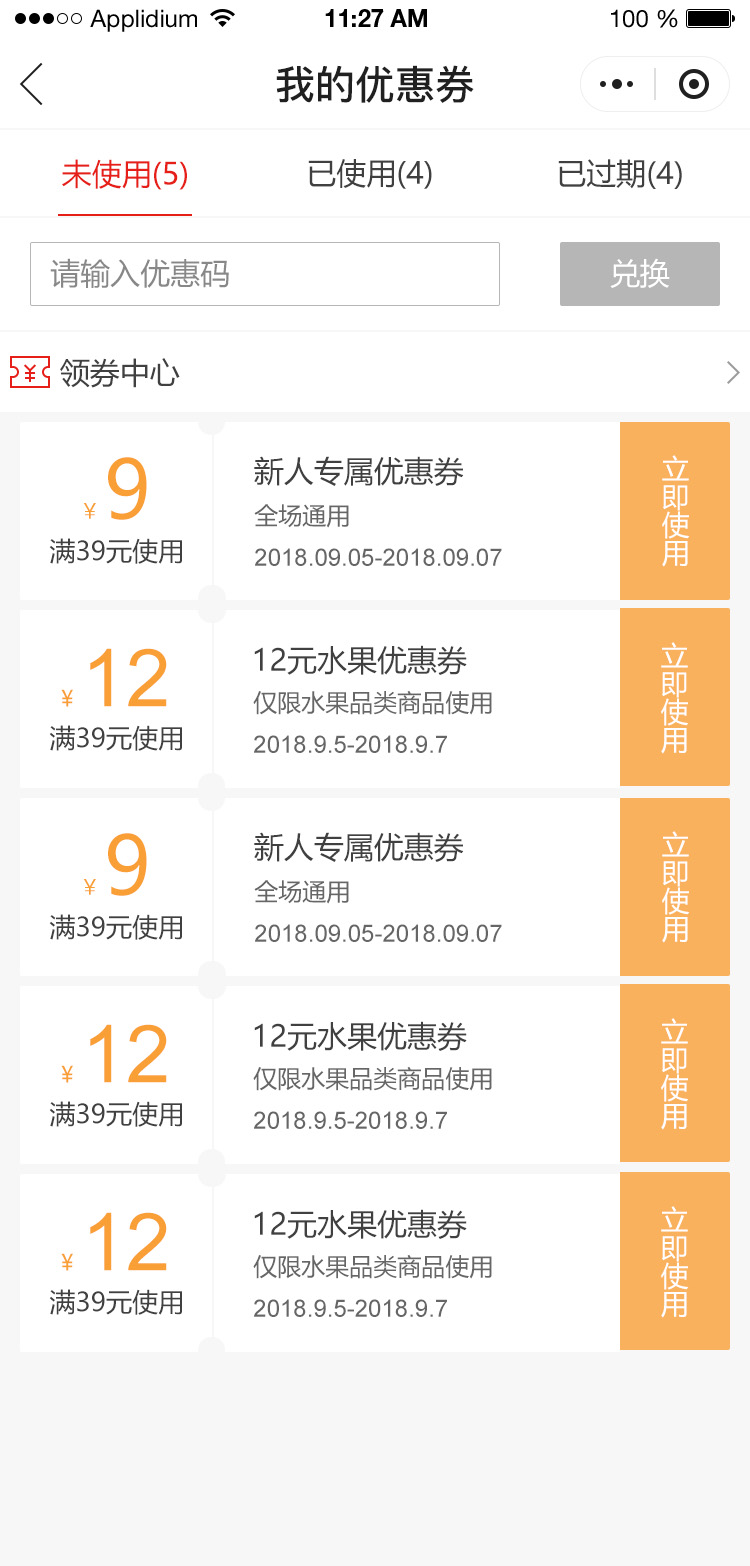 Applidium 11:27 AM 100 %
我的优惠券
未使用(5) 已使用(4) 已过期(4)
请输入优惠码 兑换
¥ 领券中心
¥ 9
满39元使用
新人专属优惠券
全场通用
2018.09.05-2018.09.07
立即使用
¥ 12
满39元使用
12元水果优惠券
仅限水果品类商品使用
2018.9.5-2018.9.7
立即使用
¥ 9
满39元使用
新人专属优惠券
全场通用
2018.09.05-2018.09.07
立即使用
¥ 12
满39元使用
12元水果优惠券
仅限水果品类商品使用
2018.9.5-2018.9.7
立即使用
¥ 12
满39元使用
12元水果优惠券
仅限水果品类商品使用
2018.9.5-2018.9.7
立即使用